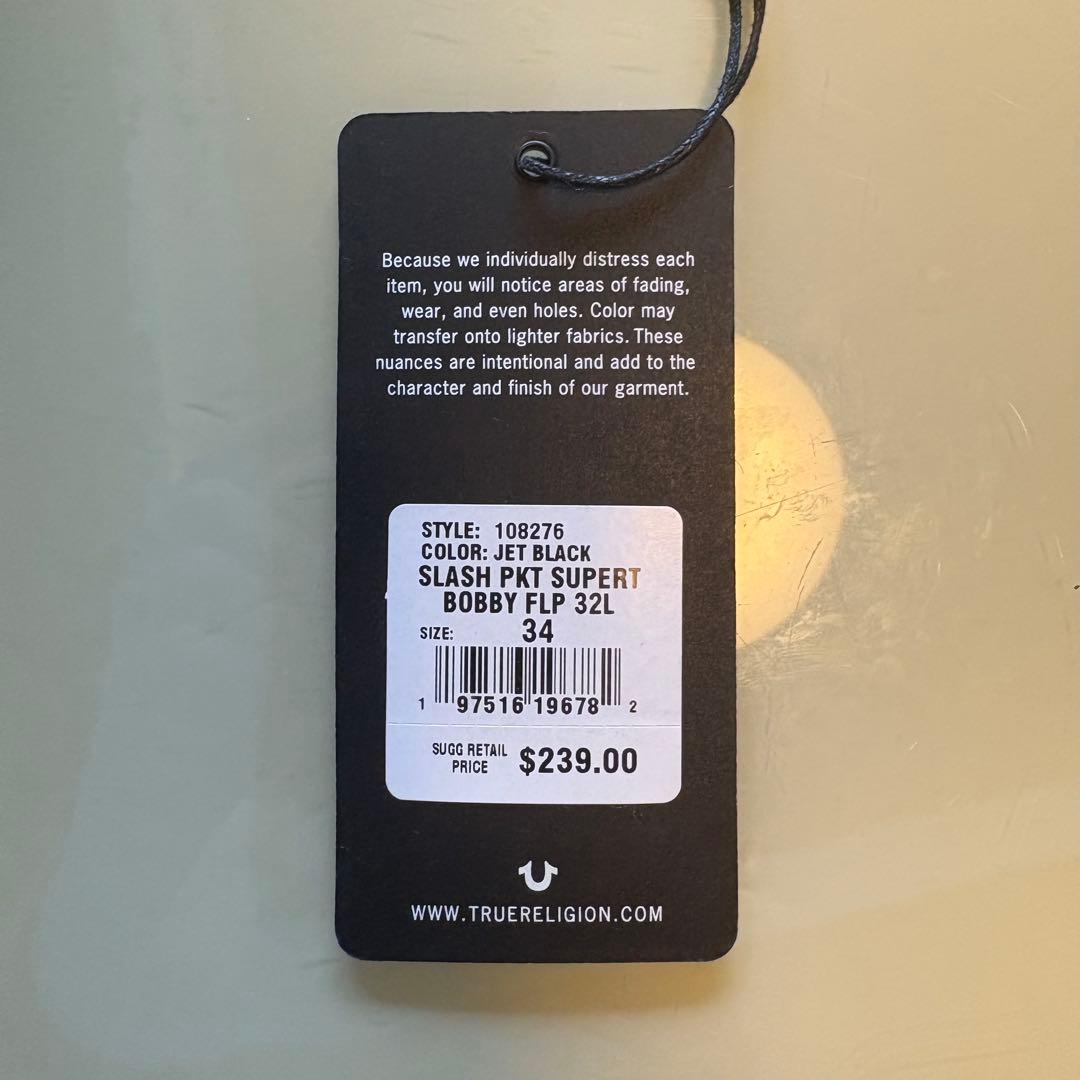 Because we individually distress each
item, you will notice areas of fading,
wear, and even holes. Color may
transfer onto lighter fabrics. These
nuances are intentional and add to the
character and finish of our garment.
STYLE: 108276
COLOR: JET BLACK
SLASH PKT SUPERT
BOBBY FLP 32L
SIZE: 34
1 97516 19678 2
SUGG RETAIL
PRICE $239.00
WWW.TRUERELIGION.COM